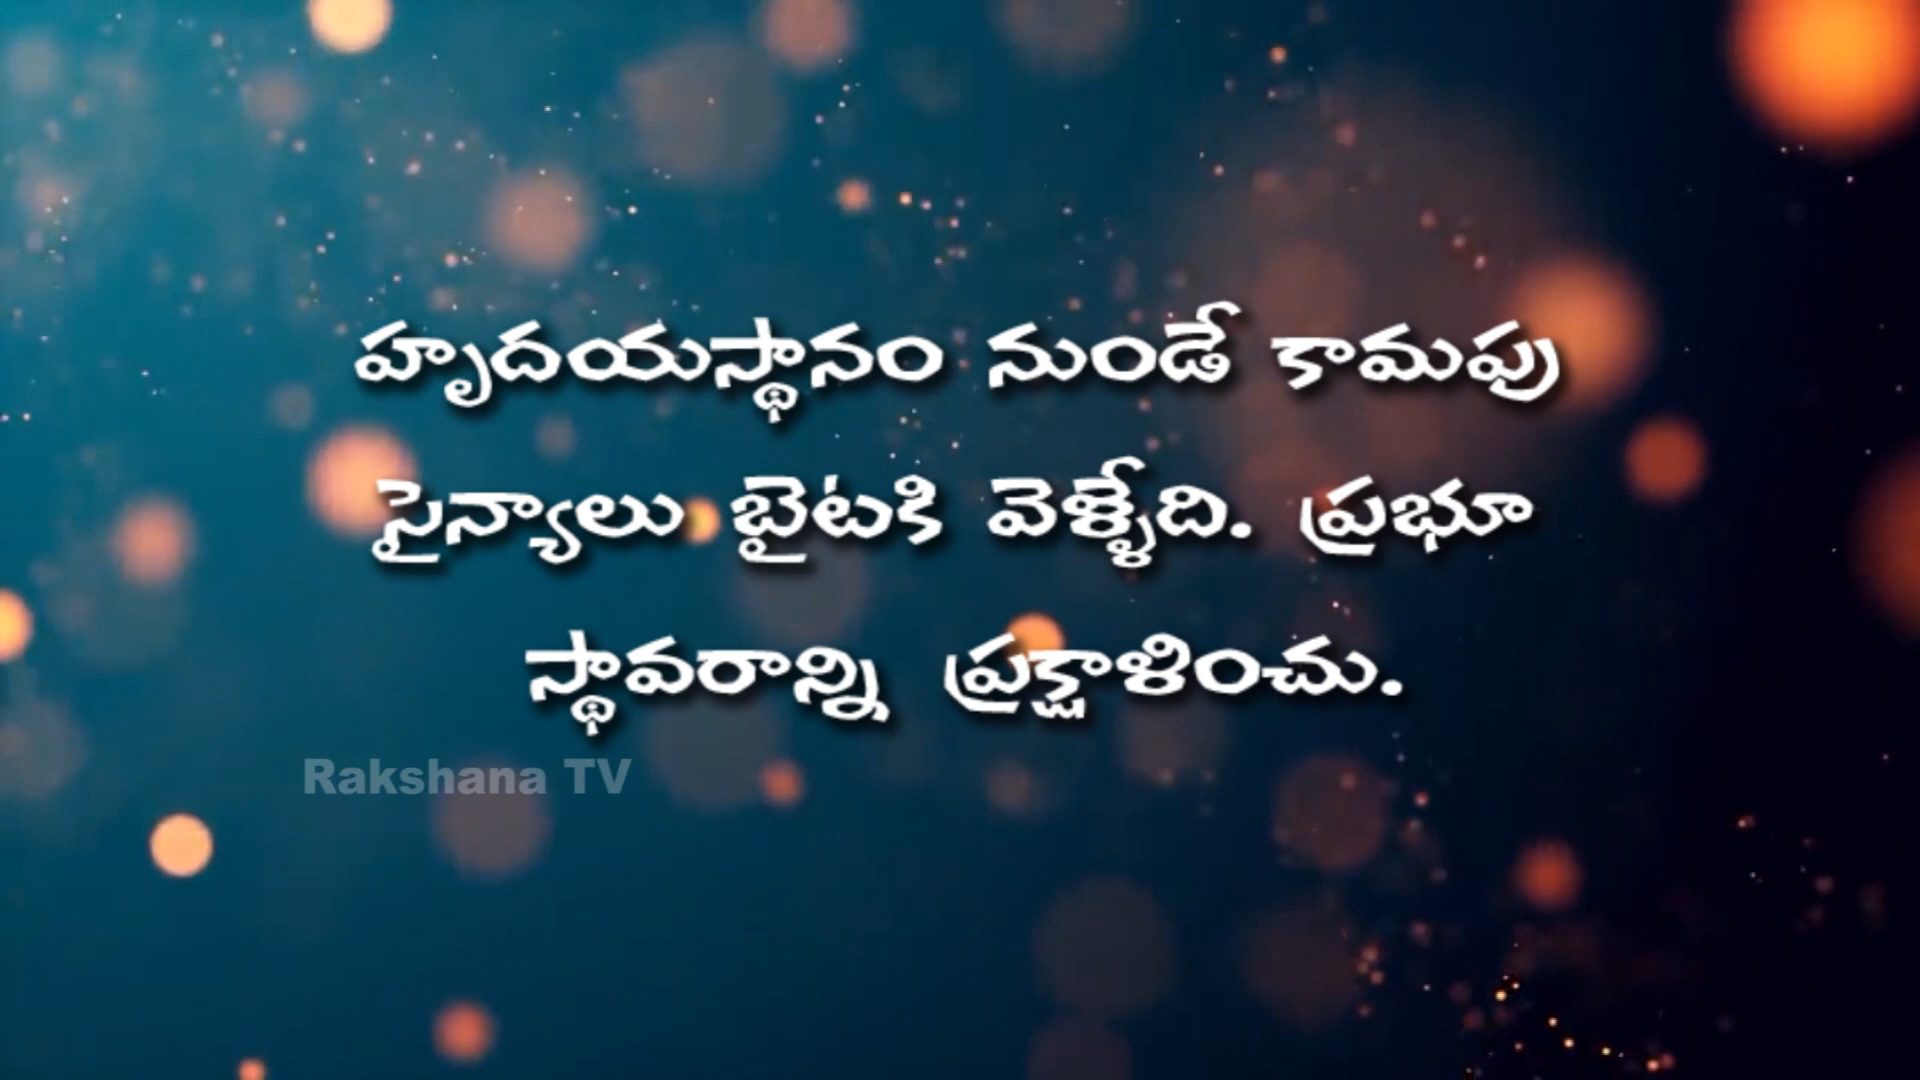 హృదయస్థానం నుండే కామపు
సైన్యాలు బైటకి వెళ్ళేది. ప్రభూ
స్థావరాన్ని ప్రక్షాళించు.
Rakshana TV